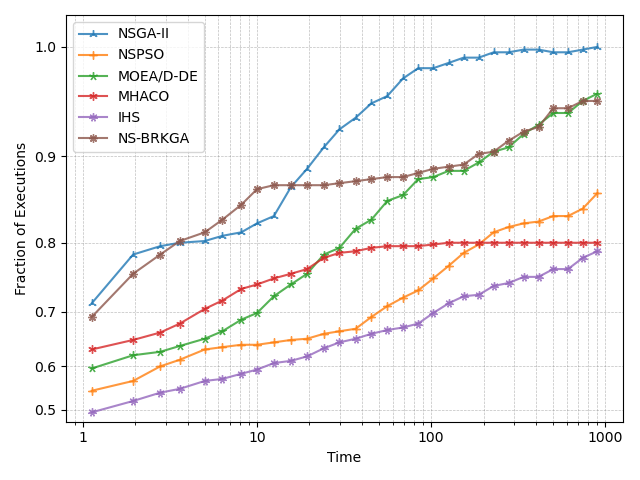 NSGA-II
NSPSO
MOEA/D-DE
MHACO
IHS
NS-BRKGA
Fraction of Executions
1.0
0.9
0.8
0.7
0.6
0.5
1 10 100 1000
Time